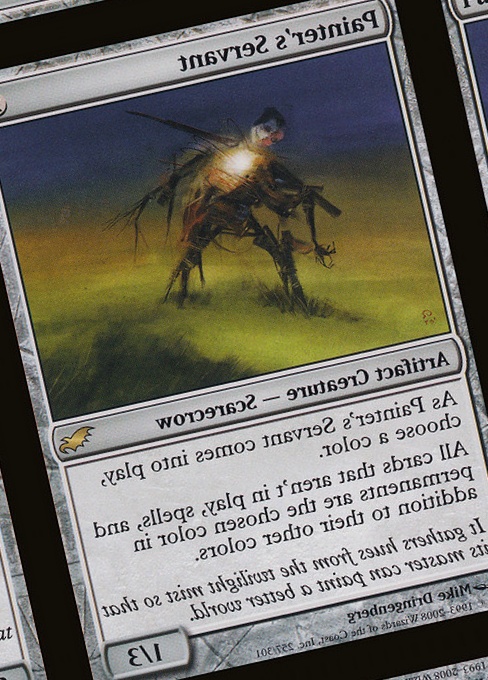 Painter's Servant
Artifact Creature — Scarecrow
As Painter's Servant comes into play,
choose a color.
All cards that aren't in play, spells, and
permanents are the chosen color in
addition to their other colors.
It gathers hues from the twilight mist so that
its master can paint a better world.
Mike Dringenberg
1993-2008 Wizards of the Coast, Inc. 257/301
1/3
at
1993